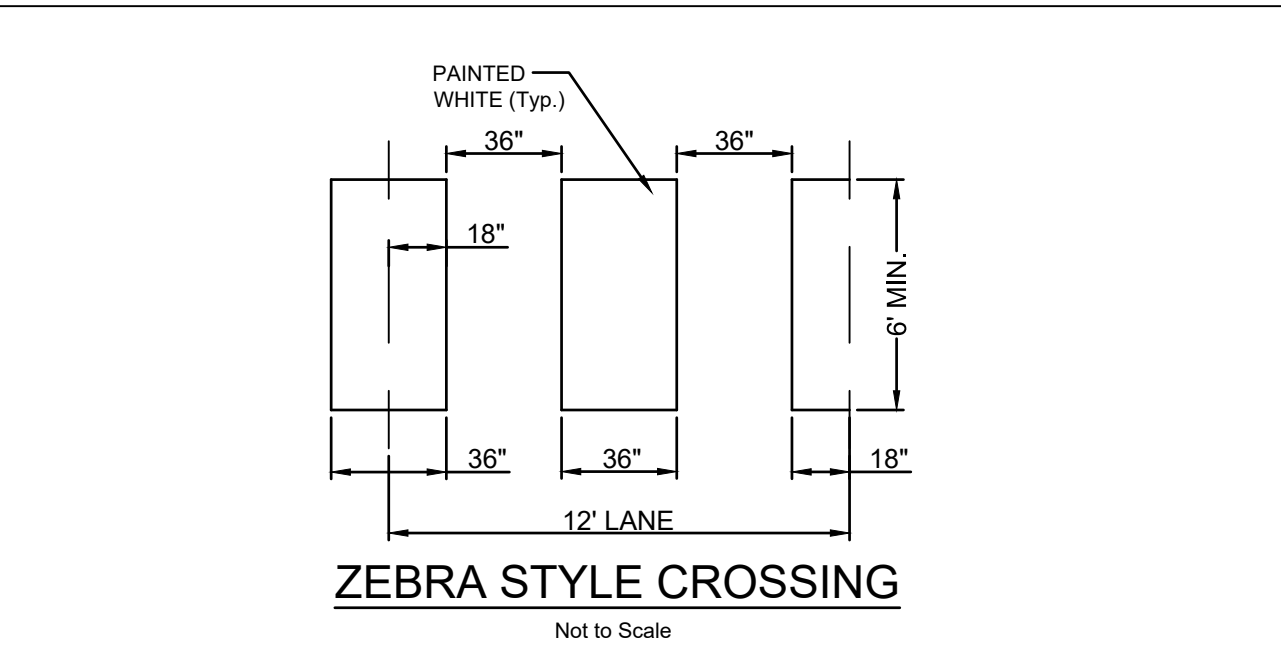 PAINTED
WHITE (Typ.)
36"
36"
18"
6' MIN.
36"
36"
18"
12' LANE
ZEBRA STYLE CROSSING
Not to Scale